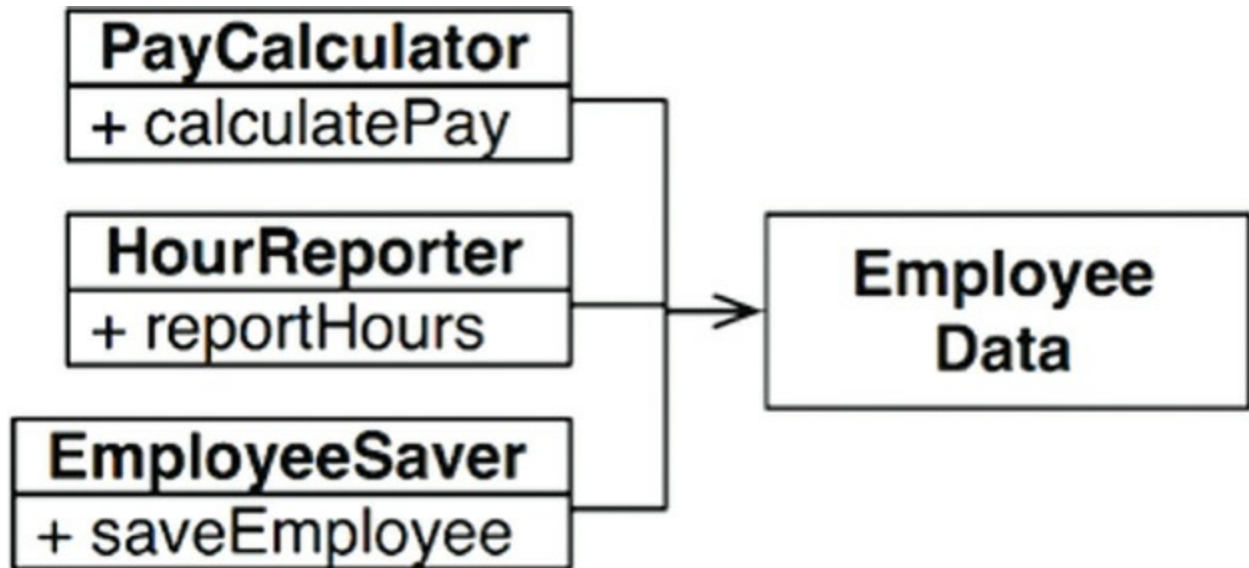 PayCalculator
+ calculatePay
HourReporter
+ reportHours
EmployeeSaver
+ saveEmployee
Employee
Data